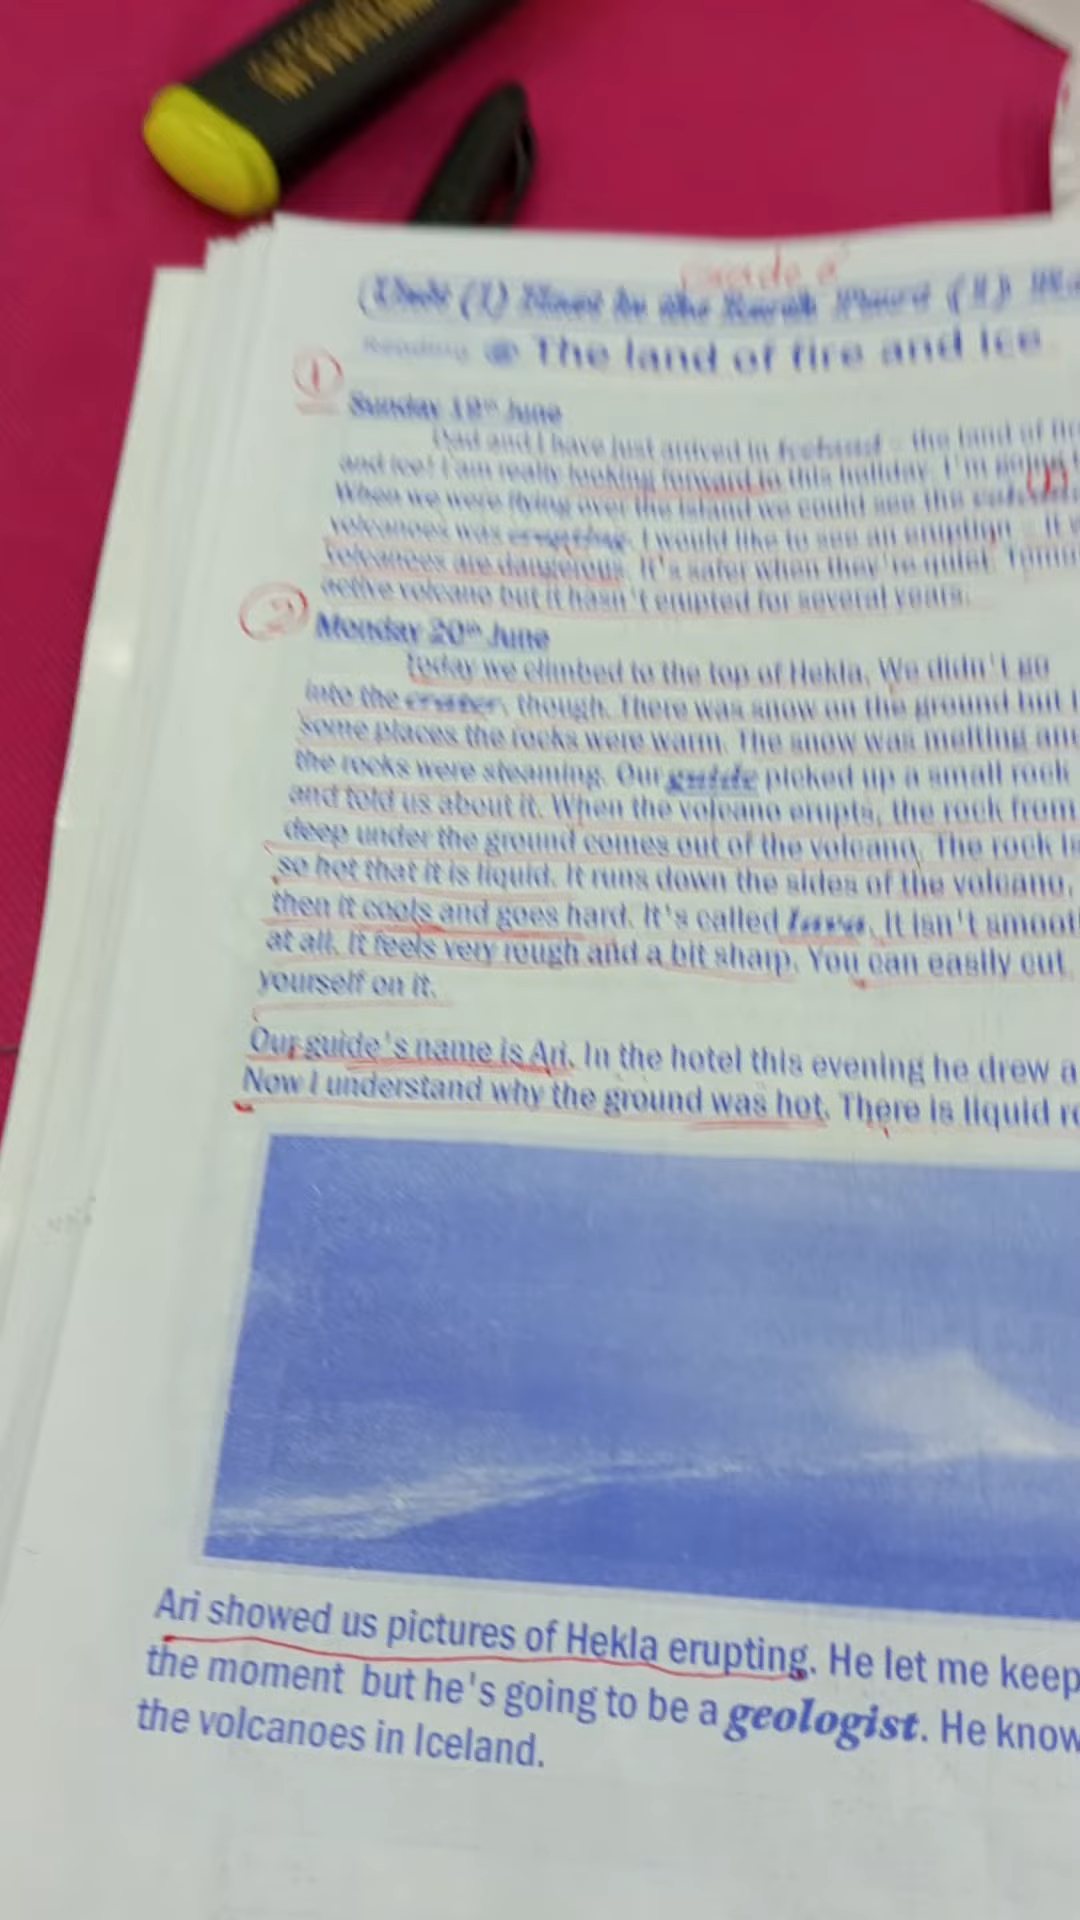 The land of fire and Ice
1
Sunday 19th June
Dad and I have just arrived in Iceland – the land of
and ice! I am really looking forward to this holiday. I'm going
When we were flying over the island we could see the
volcanoes was erupting. I would like to see an eruption –
Volcanoes are dangerous. It's safer when they're quiet.
active volcano but it hasn't erupted for several years.
2
Monday 20th June
Today we climbed to the top of Hekla. We didn't go
into the crater, though. There was snow on the ground but
some places the rocks were warm. The snow was melting
the rocks were steaming. Our guide picked up a small rock
and told us about it. When the volcano erupts, the rock from
deep under the ground comes out of the volcano. The rock
so hot that it is liquid. It runs down the sides of the volcano,
then it cools and goes hard. It's called lava. It isn't smooth
at all. It feels very rough and a bit sharp. You can easily cut
yourself on it.
Our guide's name is Ari. In the hotel this evening he drew a
Now I understand why the ground was hot. There is liquid
Ari showed us pictures of Hekla erupting. He let me keep
the moment but he's going to be a geologist. He know
the volcanoes in Iceland.